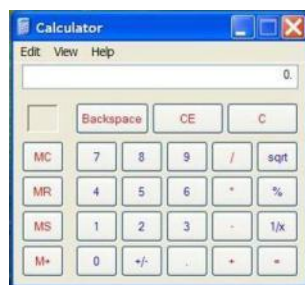 Calculator
Edit View Help
0.
Backspace CE C
MC 7 8 9 / sqrt
MR 4 5 6 * %
MS 1 2 3 - 1/x
M+ 0 +/- . + =